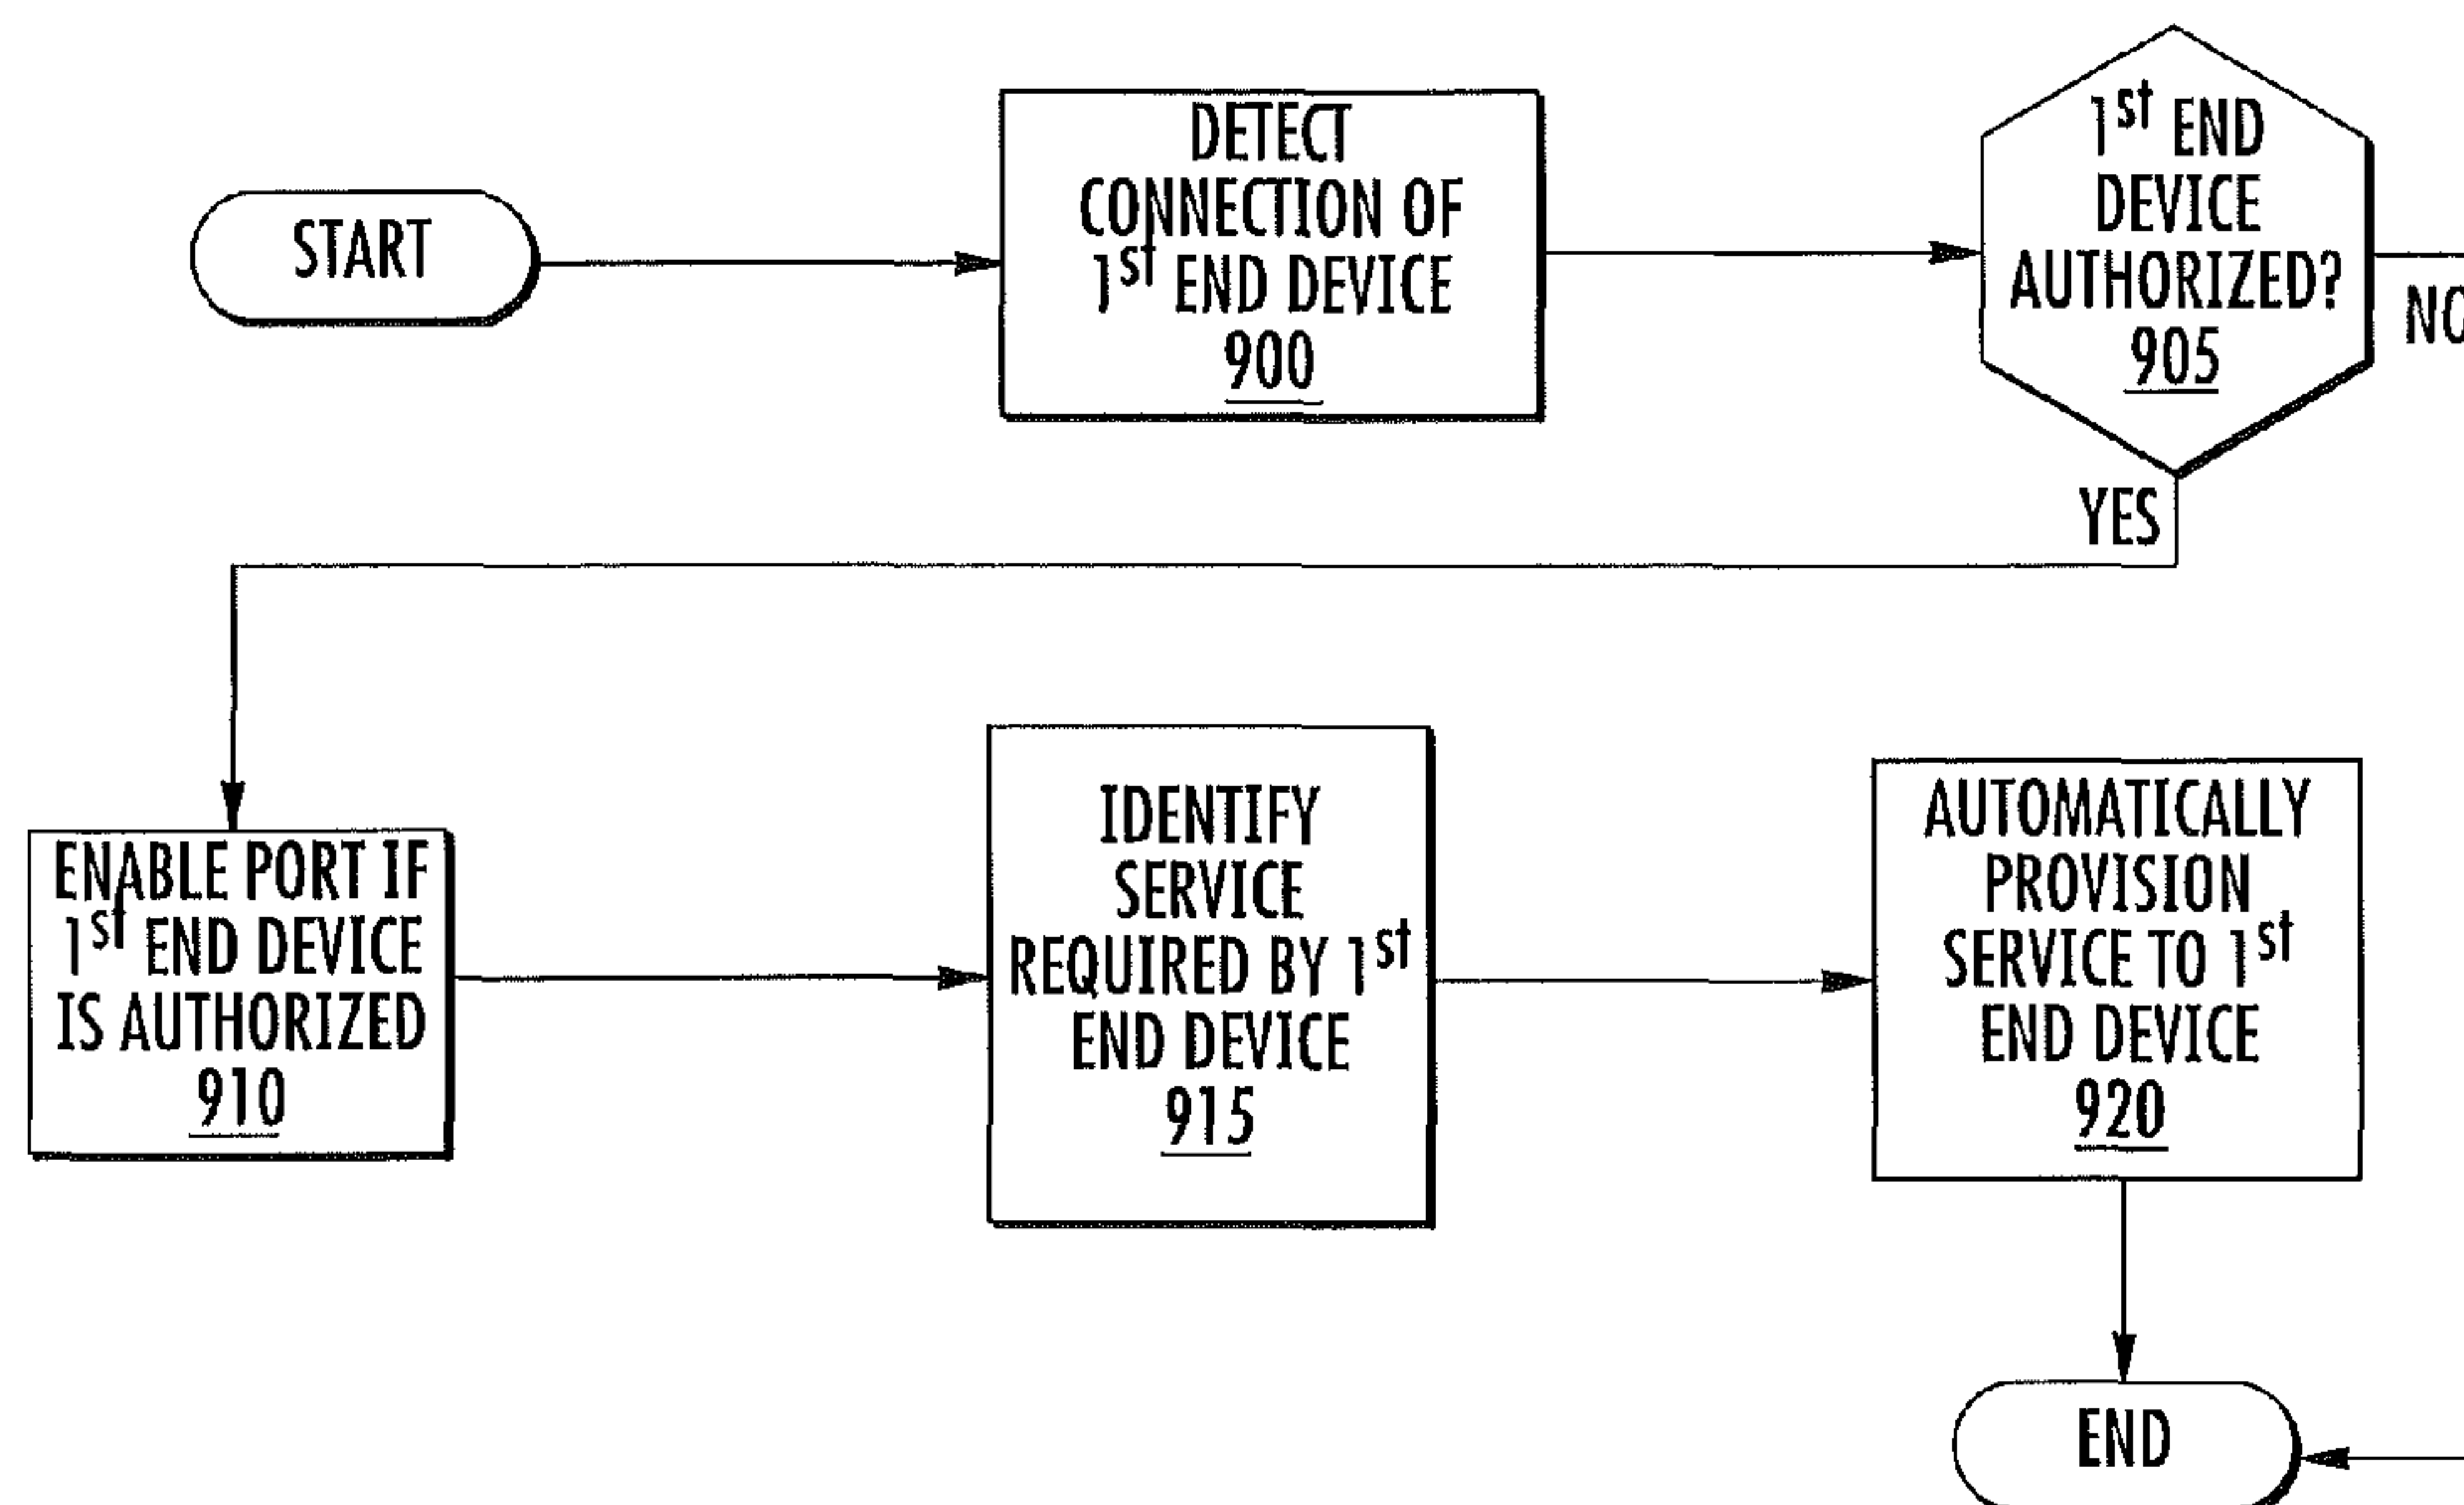 START
DETECT
CONNECTION OF
1st END DEVICE
900
1st END
DEVICE
AUTHORIZED?
905
YES
ENABLE PORT IF
1st END DEVICE
IS AUTHORIZED
910
IDENTIFY
SERVICE
REQUIRED BY 1st
END DEVICE
915
AUTOMATICALLY
PROVISION
SERVICE TO 1st
END DEVICE
920
END